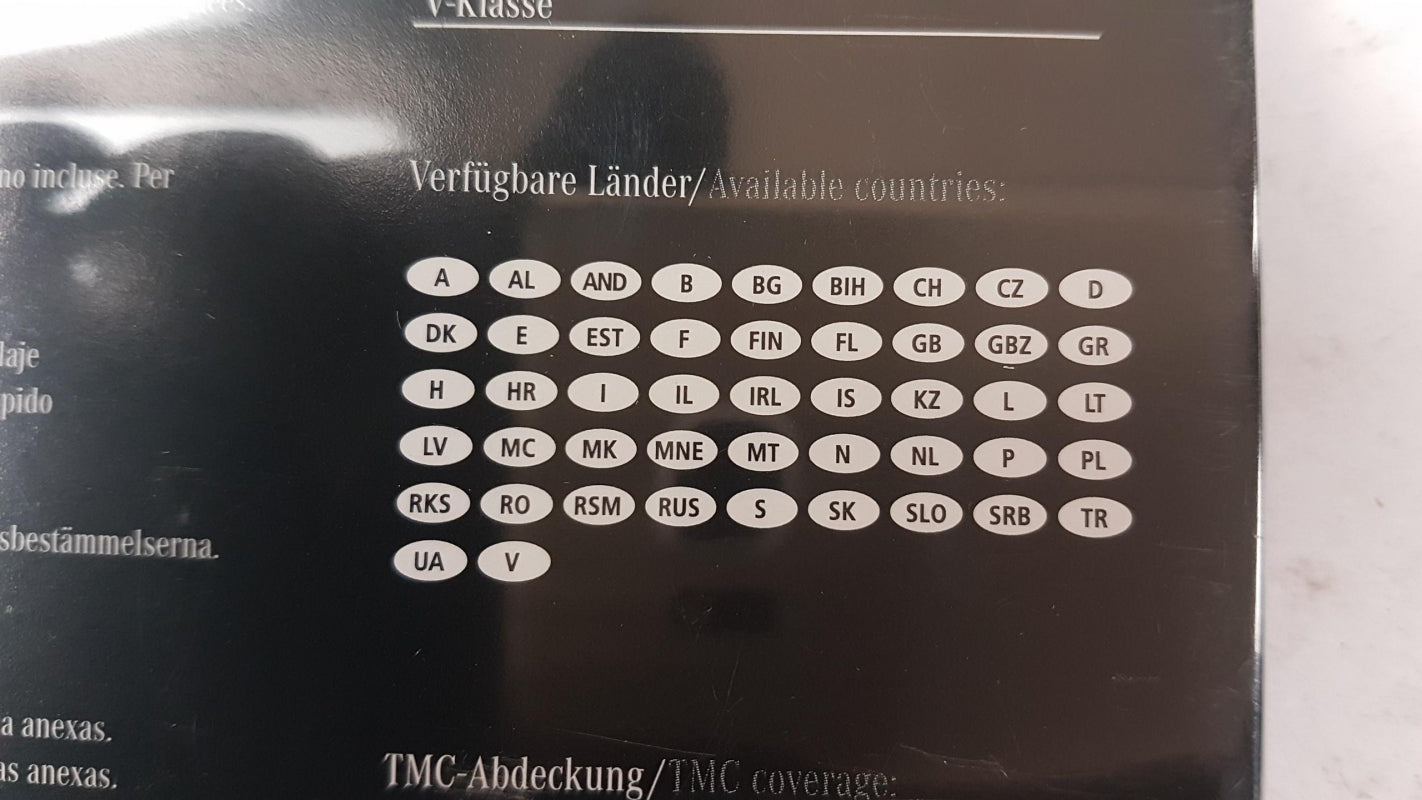 V-Klasse
no incluse. Per
Verfügbare Länder/Available countries:
A AL AND B BG BIH CH CZ D
DK E EST F FIN FL GB GBZ GR
laje
H HR I IL IRL IS KZ L LT
pido
LV MC MK MNE MT N NL P PL
RKS RO RSM RUS S SK SLO SRB TR
sbestämmelserna.
UA V
a anexas.
as anexas.
TMC-Abdeckung/TMC coverage: